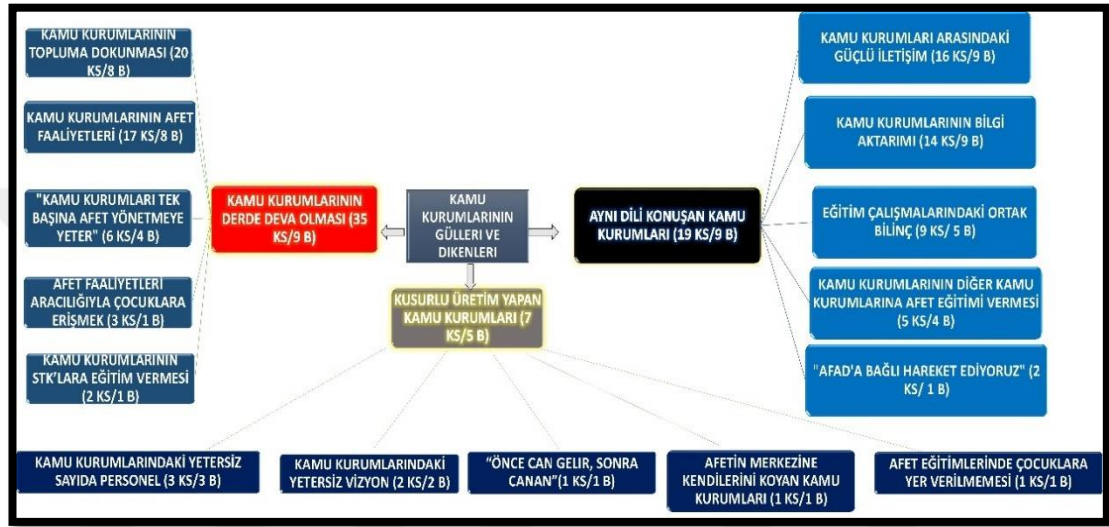 KAMU KURUMLARININ
TOPLUMA DOKUNMASI (20
KS/8 B)
KAMU KURUMLARININ AFET
FAALİYETLERİ (17 KS/8 B)
"KAMU KURUMLARI TEK
BAŞINA AFET YÖNETMEYE
YETER" (6 KS/4 B)
AFET FAALİYETLERİ
ARACILIĞIYLA ÇOCUKLARA
ERİŞMEK (3 KS/1 B)
KAMU KURUMLARININ
STK'LARA EĞİTİM VERMESİ
(2 KS/1 B)
KAMU KURUMLARININ
DERDE DEVA OLMASI (35
KS/9 B)
KAMU
KURUMLARININ
GÜLLERİ VE
DIKENLERİ
KUSURLU ÜRETİM YAPAN
KAMU KURUMLARI (7
KS/5 B)
AYNI DİLİ KONUŞAN KAMU
KURUMLARI (19 KS/9 B)
KAMU KURUMLARI ARASINDAKİ
GÜÇLÜ İLETİŞİM (16 KS/9 B)
KAMU KURUMLARININ BİLGİ
AKTARIMI (14 KS/9 B)
EĞİTİM ÇALIŞMALARINDAKİ ORTAK
BİLİNÇ (9 KS/ 5 B)
KAMU KURUMLARININ DİĞER KAMU
KURUMLARINA AFET EĞİTİMİ VERMESİ
(5 KS/4 B)
"AFAD'A BAĞLI HAREKET EDİYORUZ" (2
KS/ 1 B)
KAMU KURUMLARINDAKİ YETERSİZ
SAYIDA PERSONEL (3 KS/3 B)
KAMU KURUMLARINDAKİ
YETERSİZ VİZYON (2 KS/2 B)
"ÖNCE CAN GELIR, SONRA
CANAN"(1 KS/1 B)
AFETİN MERKEZİNE
KENDİLERİNİ KOYAN KAMU
KURUMLARI (1 KS/1 B)
AFET EĞİTİMLERİNDE ÇOCUKLARA
YER VERİLMEMESİ (1 KS/1 B)